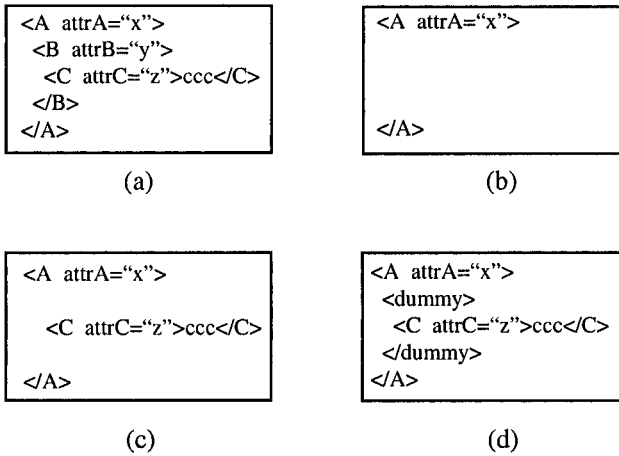 <A attrA=“x”>
<B attrB=“y”>
<C attrC=“z”>ccc</C>
</B>
</A>
(a)
<A attrA=“x”>
</A>
(b)
<A attrA=“x”>
<C attrC=“z”>ccc</C>
</A>
(c)
<A attrA=“x”>
<dummy>
<C attrC=“z”>ccc</C>
</dummy>
</A>
(d)